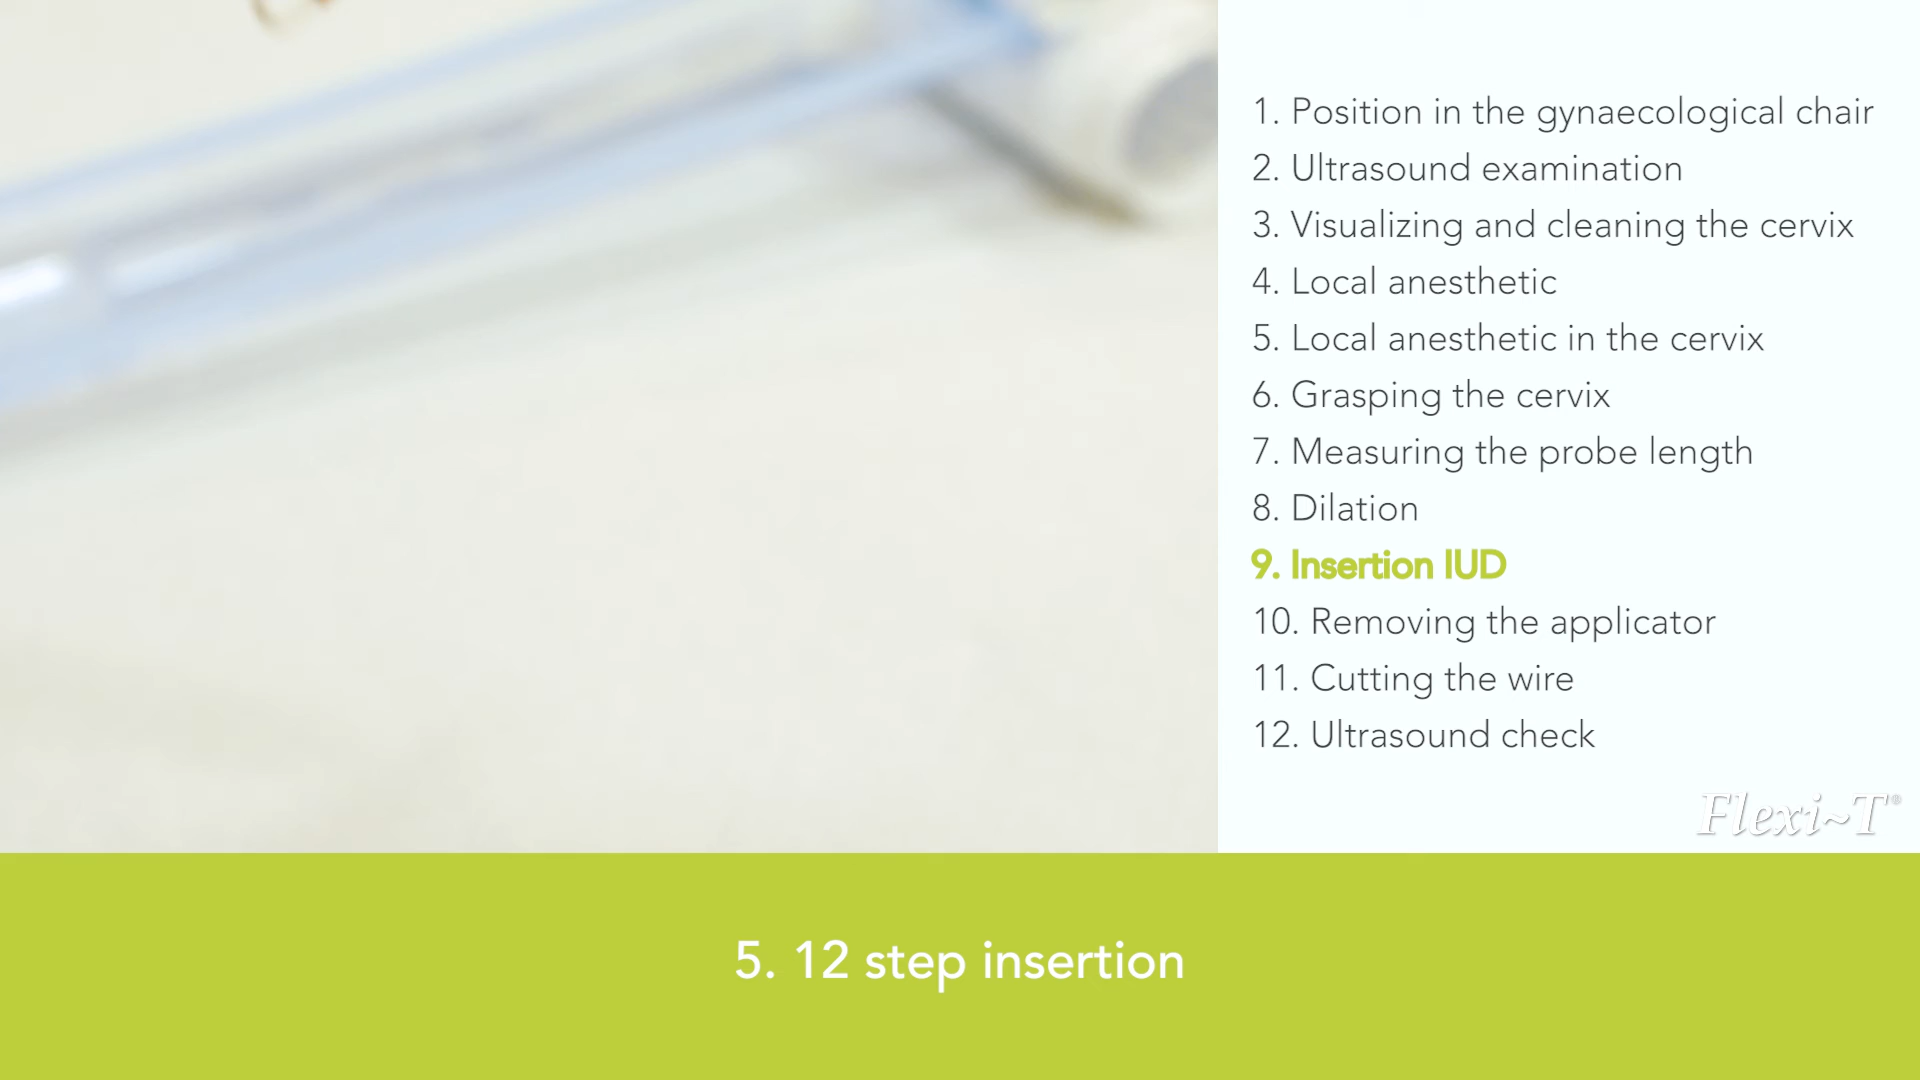 1. Position in the gynaecological chair
2. Ultrasound examination
3. Visualizing and cleaning the cervix
4. Local anesthetic
5. Local anesthetic in the cervix
6. Grasping the cervix
7. Measuring the probe length
8. Dilation
9. Insertion IUD
10. Removing the applicator
11. Cutting the wire
12. Ultrasound check
Flexi~T®
5. 12 step insertion